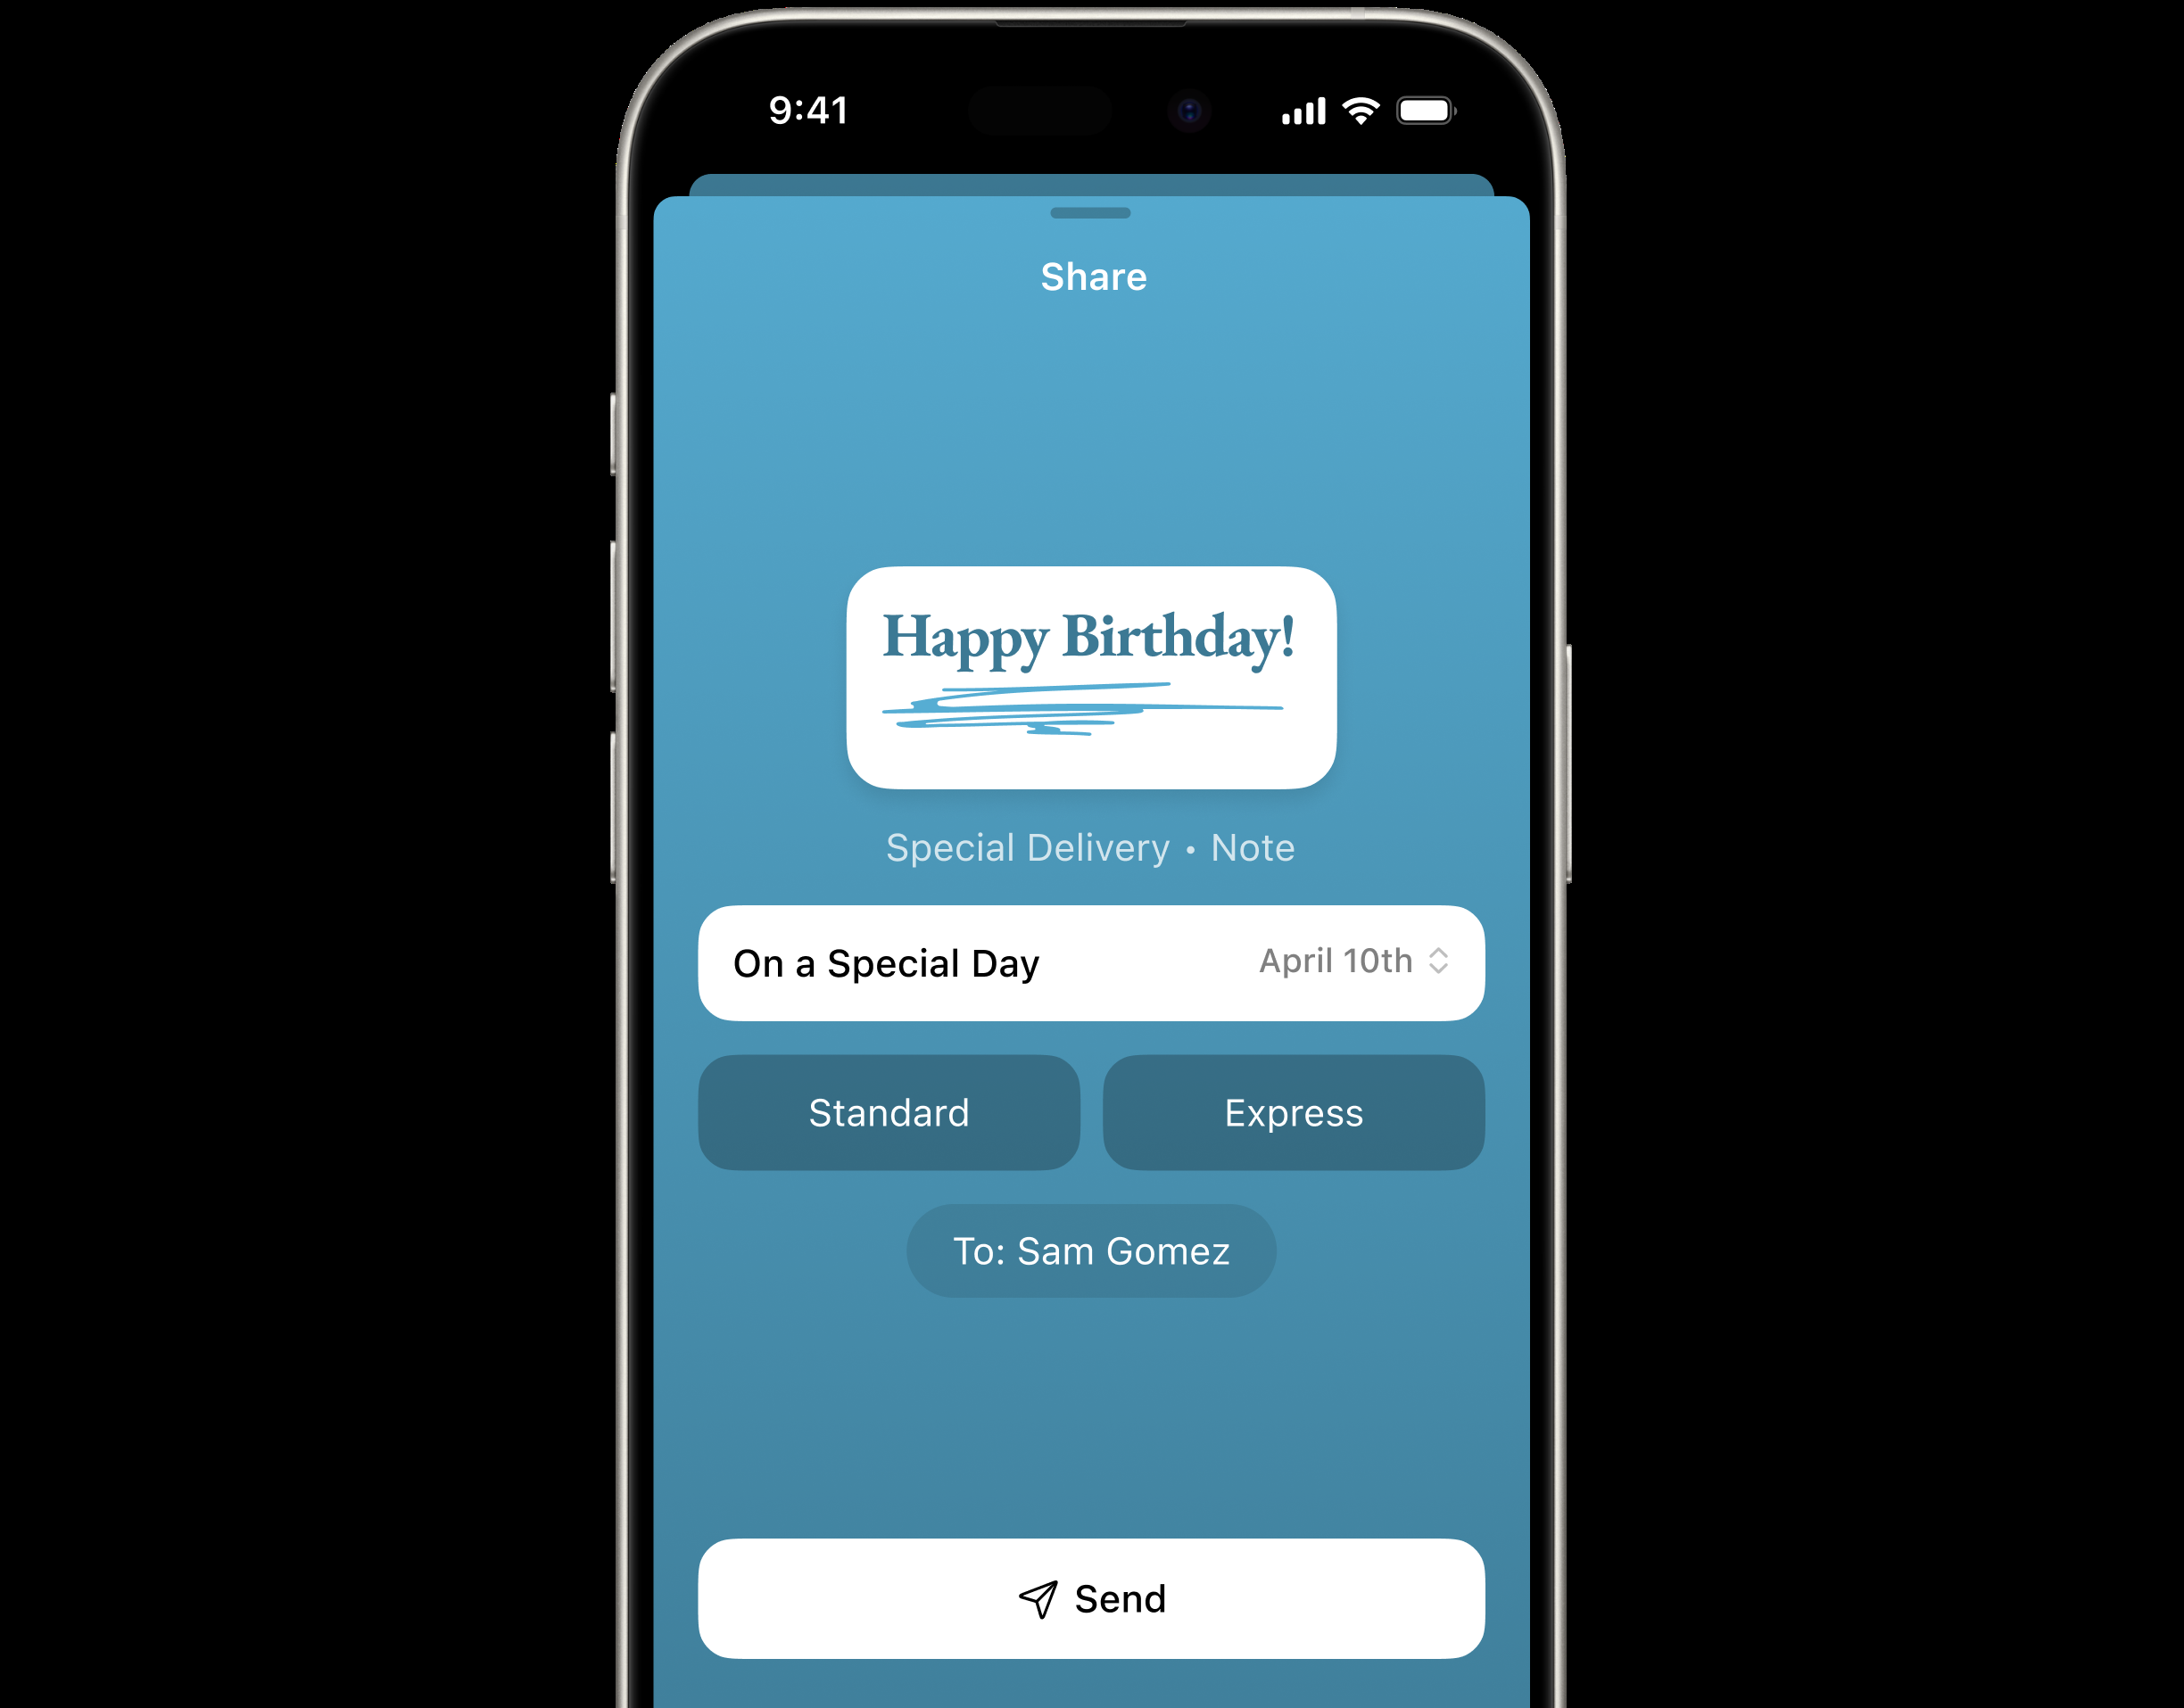 9:41
Share
Happy Birthday!
Special Delivery • Note
On a Special Day April 10th
Standard Express
To: Sam Gomez
Send